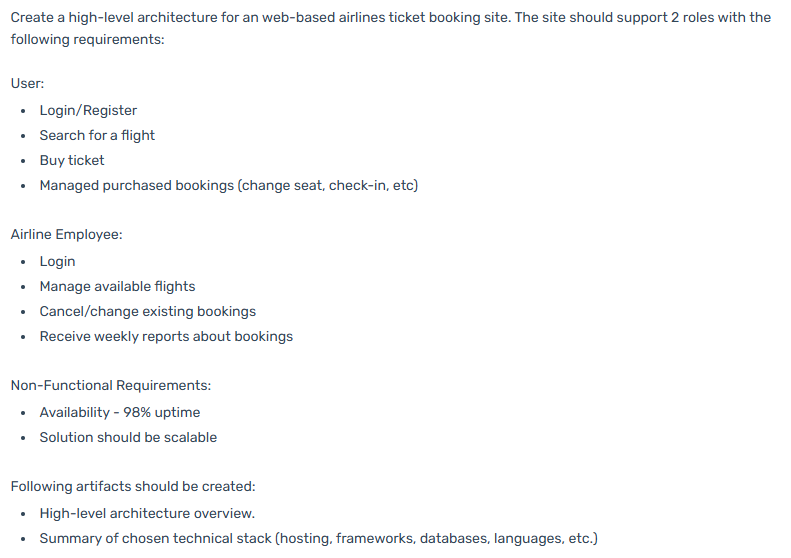 Create a high-level architecture for an web-based airlines ticket booking site. The site should support 2 roles with the
following requirements:
User:
• Login/Register
• Search for a flight
• Buy ticket
• Managed purchased bookings (change seat, check-in, etc)
Airline Employee:
• Login
• Manage available flights
• Cancel/change existing bookings
• Receive weekly reports about bookings
Non-Functional Requirements:
• Availability - 98% uptime
• Solution should be scalable
Following artifacts should be created:
• High-level architecture overview.
• Summary of chosen technical stack (hosting, frameworks, databases, languages, etc.)